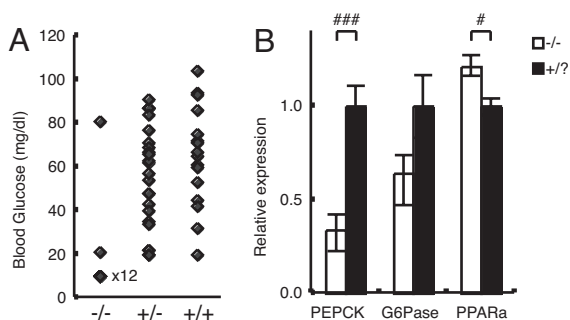 A
Blood Glucose (mg/dl)
120
100
80
60
40
20
0
x12
-/-
+/-
+/+
B
Relative expression
1.0
0.5
0.0
###
#
-/-
+/?
PEPCK
G6Pase
PPARa